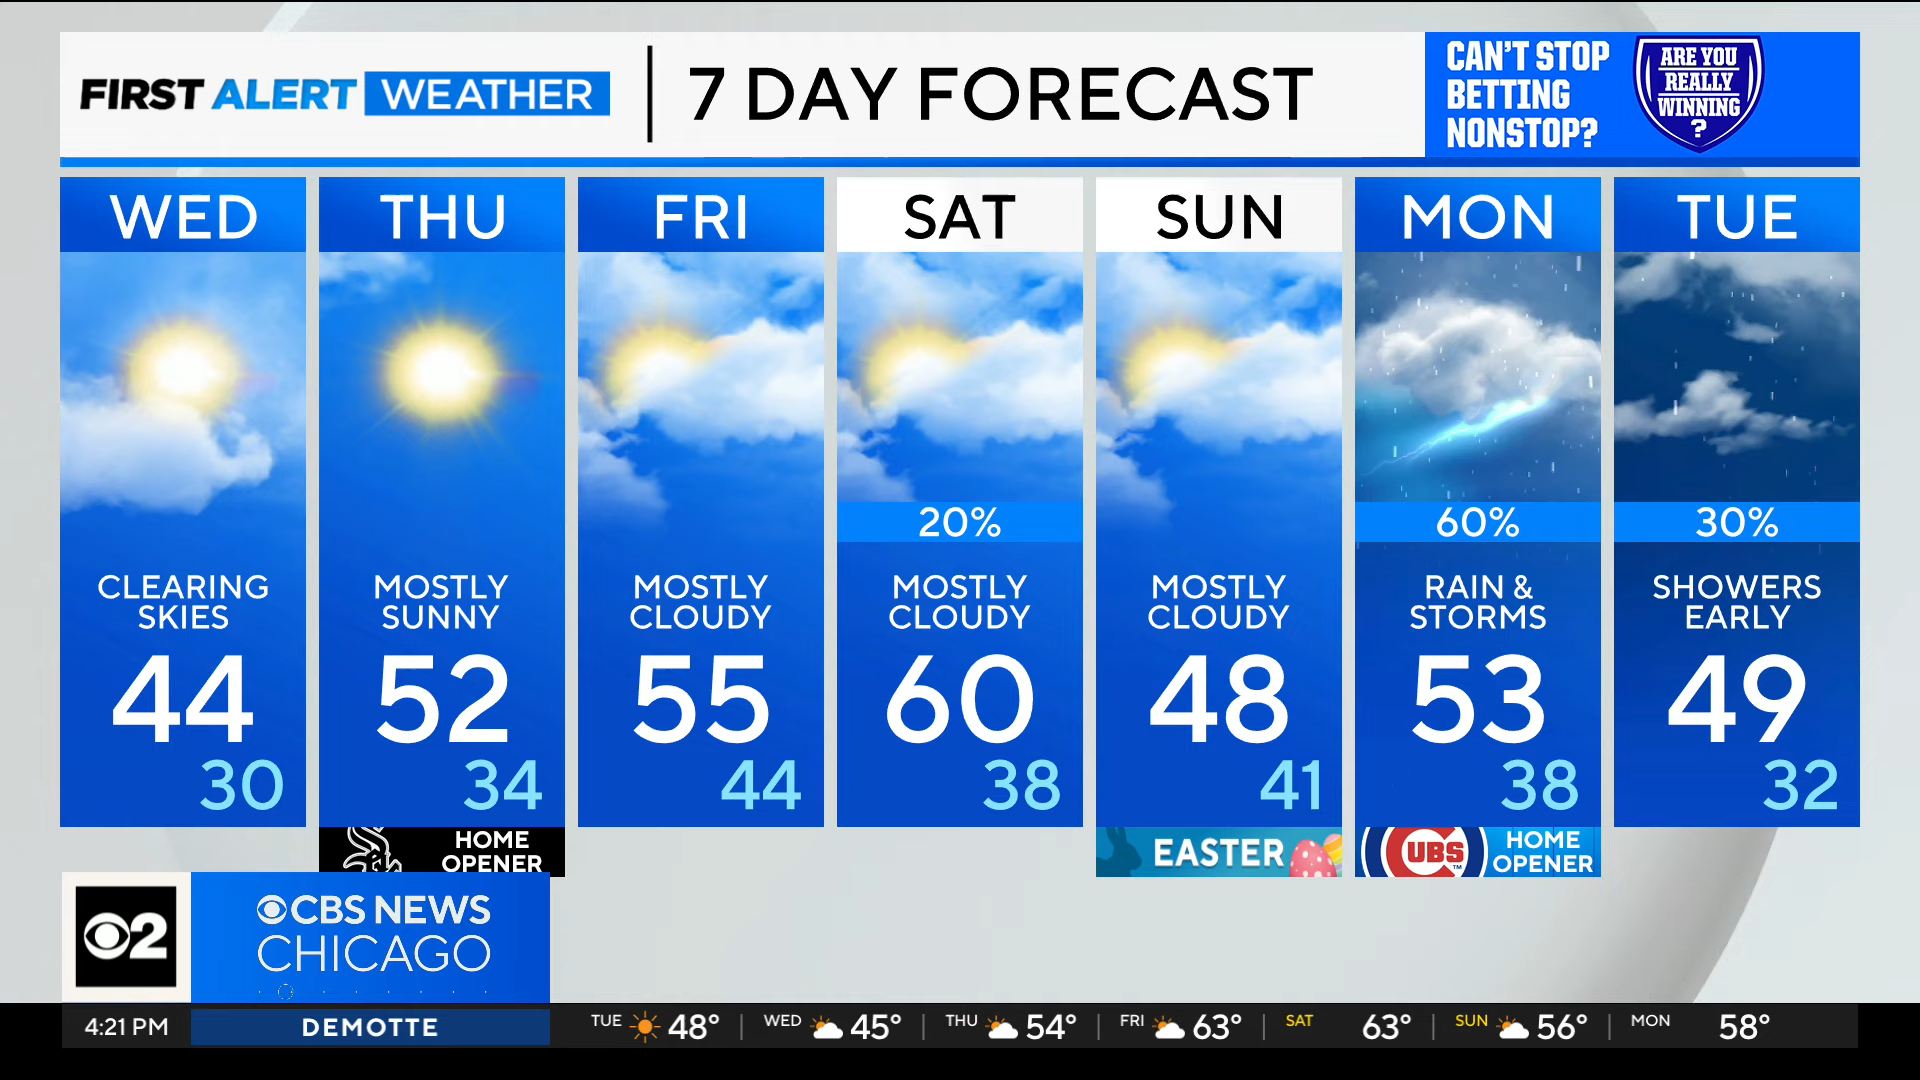 FIRST ALERT WEATHER
7 DAY FORECAST
CAN'T STOP
BETTING
NONSTOP?
ARE YOU
REALLY
WINNING
?
WED
CLEARING
SKIES
44
30
THU
MOSTLY
SUNNY
52
34
HOME
OPENER
FRI
MOSTLY
CLOUDY
55
44
SAT
20%
MOSTLY
CLOUDY
60
38
SUN
MOSTLY
CLOUDY
48
41
EASTER
MON
60%
RAIN &
STORMS
53
38
CUBS
TM
HOME
OPENER
TUE
30%
SHOWERS
EARLY
49
32
2
CBS NEWS
CHICAGO
4:21 PM
DEMOTTE
TUE 48° | WED 45° | THU 54° | FRI 63° | SAT 63° | SUN 56° | MON 58°